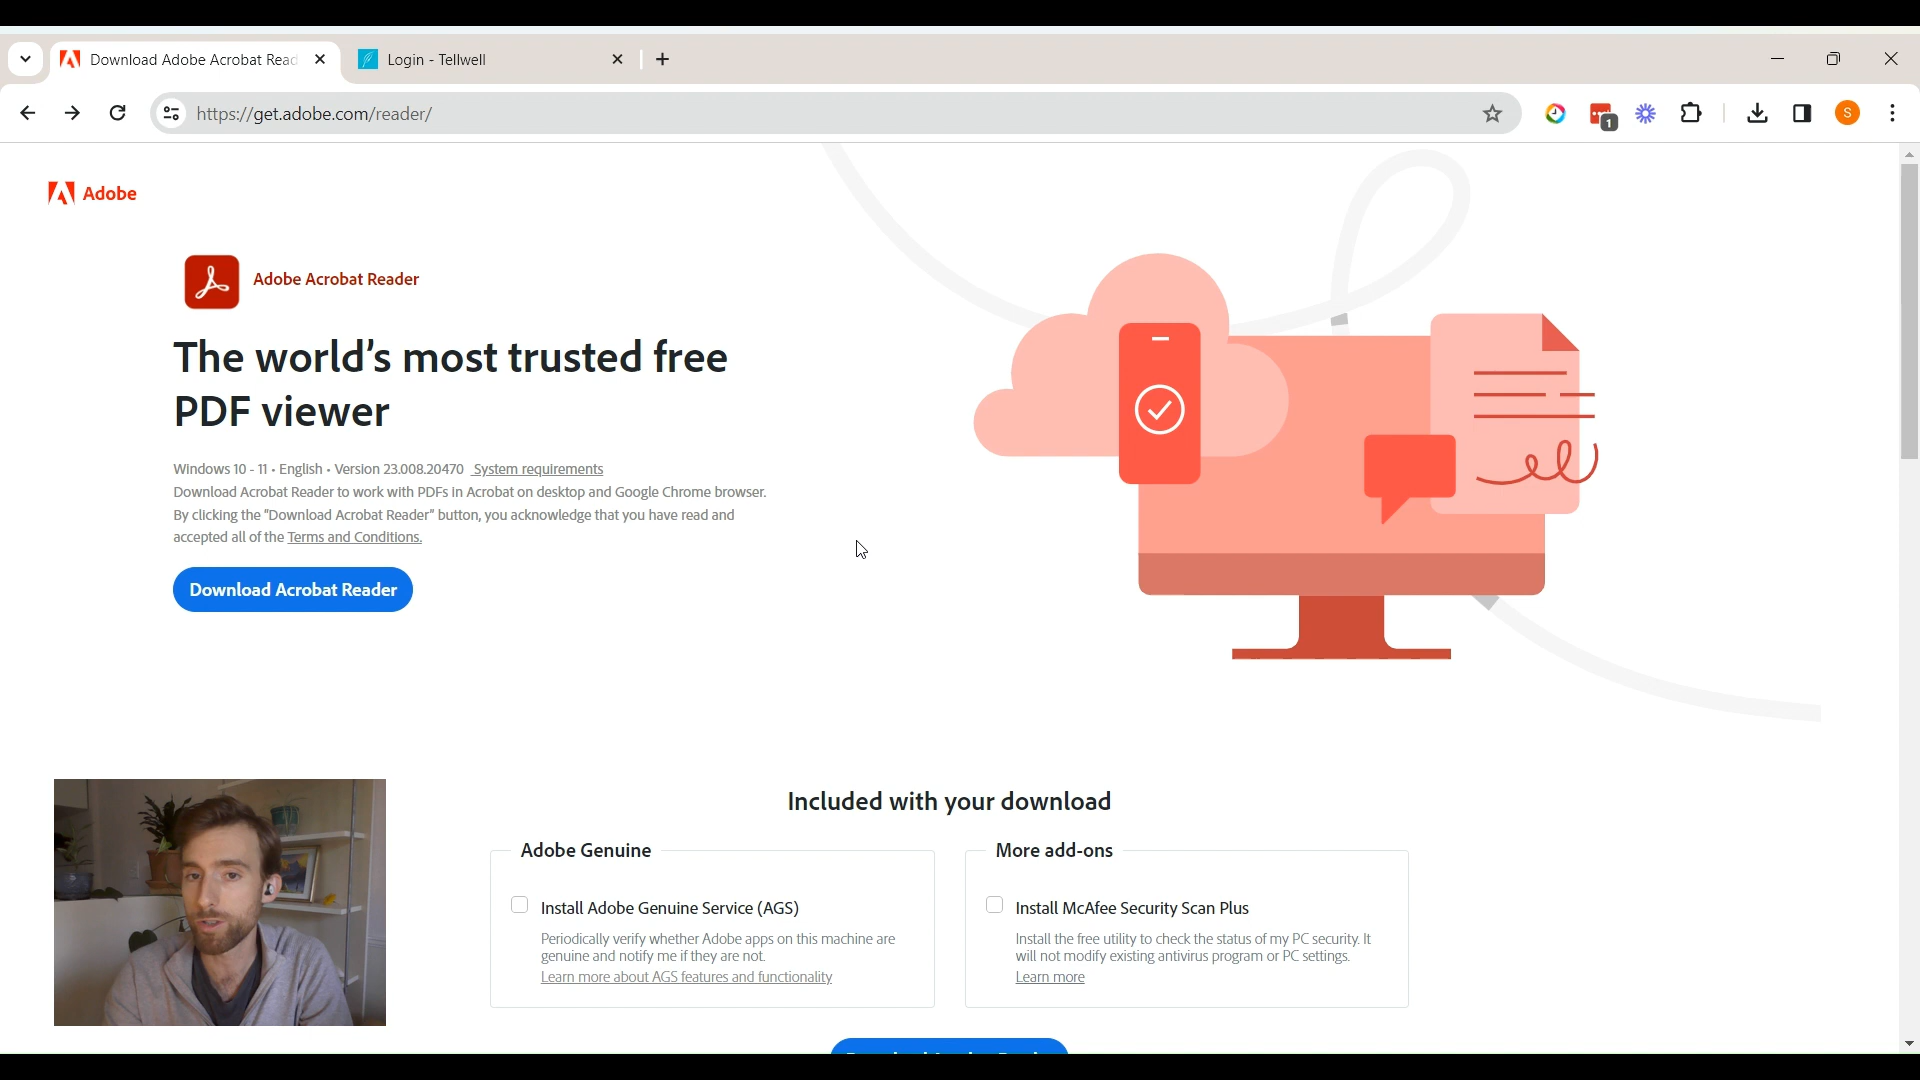 Download Adobe Acrobat Read
Login - Tellwell
https://get.adobe.com/reader/
1
S
Adobe
Adobe Acrobat Reader
The world's most trusted free
PDF viewer
Windows 10 - 11 • English • Version 23.008.20470 System requirements
Download Acrobat Reader to work with PDFs in Acrobat on desktop and Google Chrome browser.
By clicking the "Download Acrobat Reader" button, you acknowledge that you have read and
accepted all of the Terms and Conditions.
Download Acrobat Reader
Included with your download
Adobe Genuine
Install Adobe Genuine Service (AGS)
Periodically verify whether Adobe apps on this machine are
genuine and notify me if they are not.
Learn more about AGS features and functionality
More add-ons
Install McAfee Security Scan Plus
Install the free utility to check the status of my PC security. It
will not modify existing antivirus program or PC settings.
Learn more